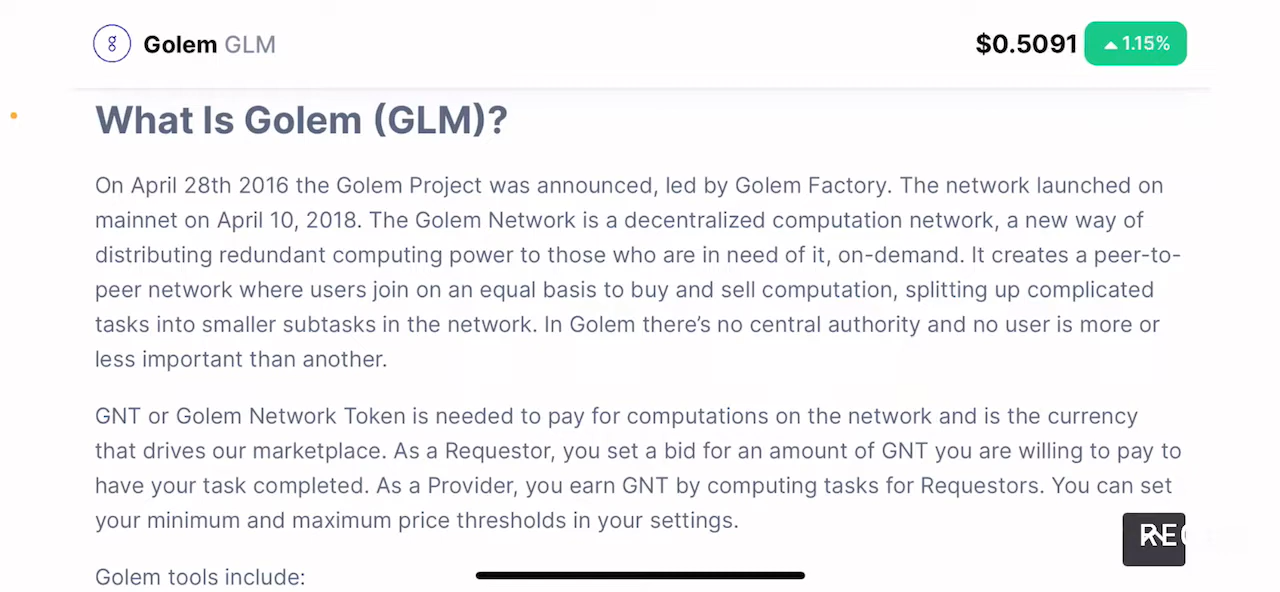 Golem GLM
$0.5091 1.15%
What Is Golem (GLM)?
On April 28th 2016 the Golem Project was announced, led by Golem Factory. The network launched on
mainnet on April 10, 2018. The Golem Network is a decentralized computation network, a new way of
distributing redundant computing power to those who are in need of it, on-demand. It creates a peer-to-
peer network where users join on an equal basis to buy and sell computation, splitting up complicated
tasks into smaller subtasks in the network. In Golem there’s no central authority and no user is more or
less important than another.
GNT or Golem Network Token is needed to pay for computations on the network and is the currency
that drives our marketplace. As a Requestor, you set a bid for an amount of GNT you are willing to pay to
have your task completed. As a Provider, you earn GNT by computing tasks for Requestors. You can set
your minimum and maximum price thresholds in your settings.
Golem tools include: